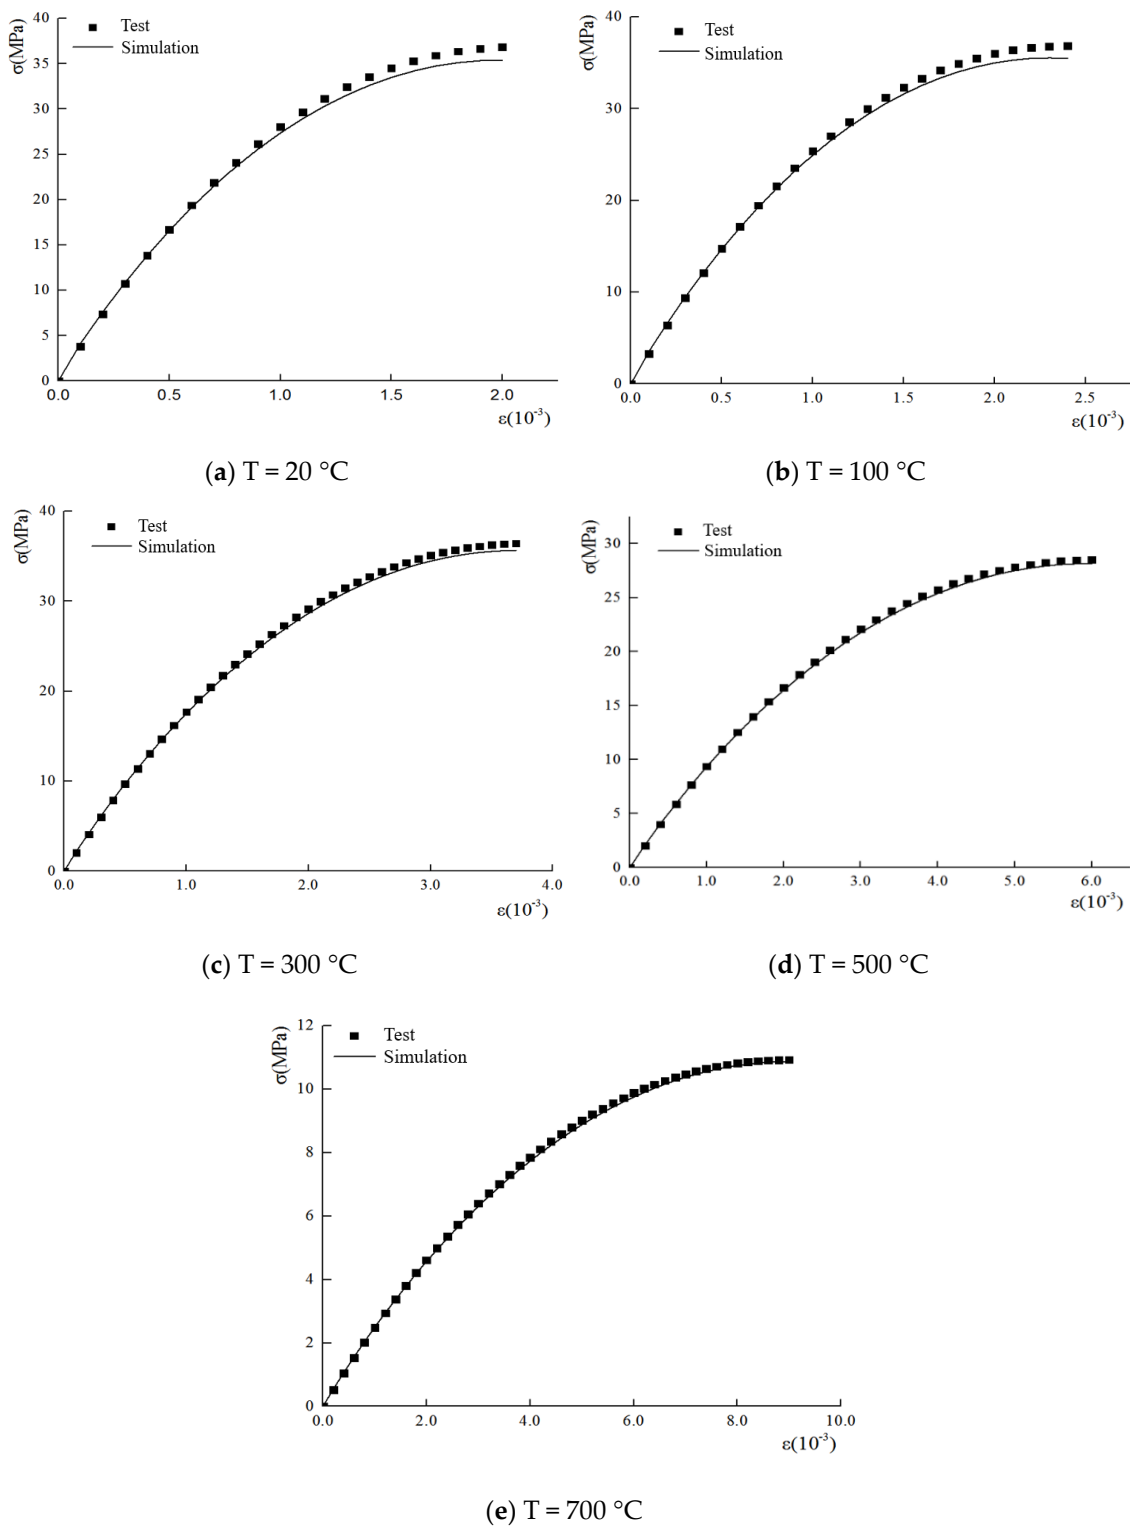 σ(MPa)
Test
Simulation
40
35
30
25
20
15
10
5
0
0.0 0.5 1.0 1.5 2.0
ε(10⁻³)
(a) T = 20 °C
σ(MPa)
Test
Simulation
40
30
20
10
0
0.0 0.5 1.0 1.5 2.0 2.5
ε(10⁻³)
(b) T = 100 °C
σ(MPa)
Test
Simulation
40
30
20
10
0
0.0 1.0 2.0 3.0 4.0
ε(10⁻³)
(c) T = 300 °C
σ(MPa)
Test
Simulation
30
25
20
15
10
5
0
0.0 1.0 2.0 3.0 4.0 5.0 6.0
ε(10⁻³)
(d) T = 500 °C
σ(MPa)
Test
Simulation
12
10
8
6
4
2
0
0.0 2.0 4.0 6.0 8.0 10.0
ε(10⁻³)
(e) T = 700 °C